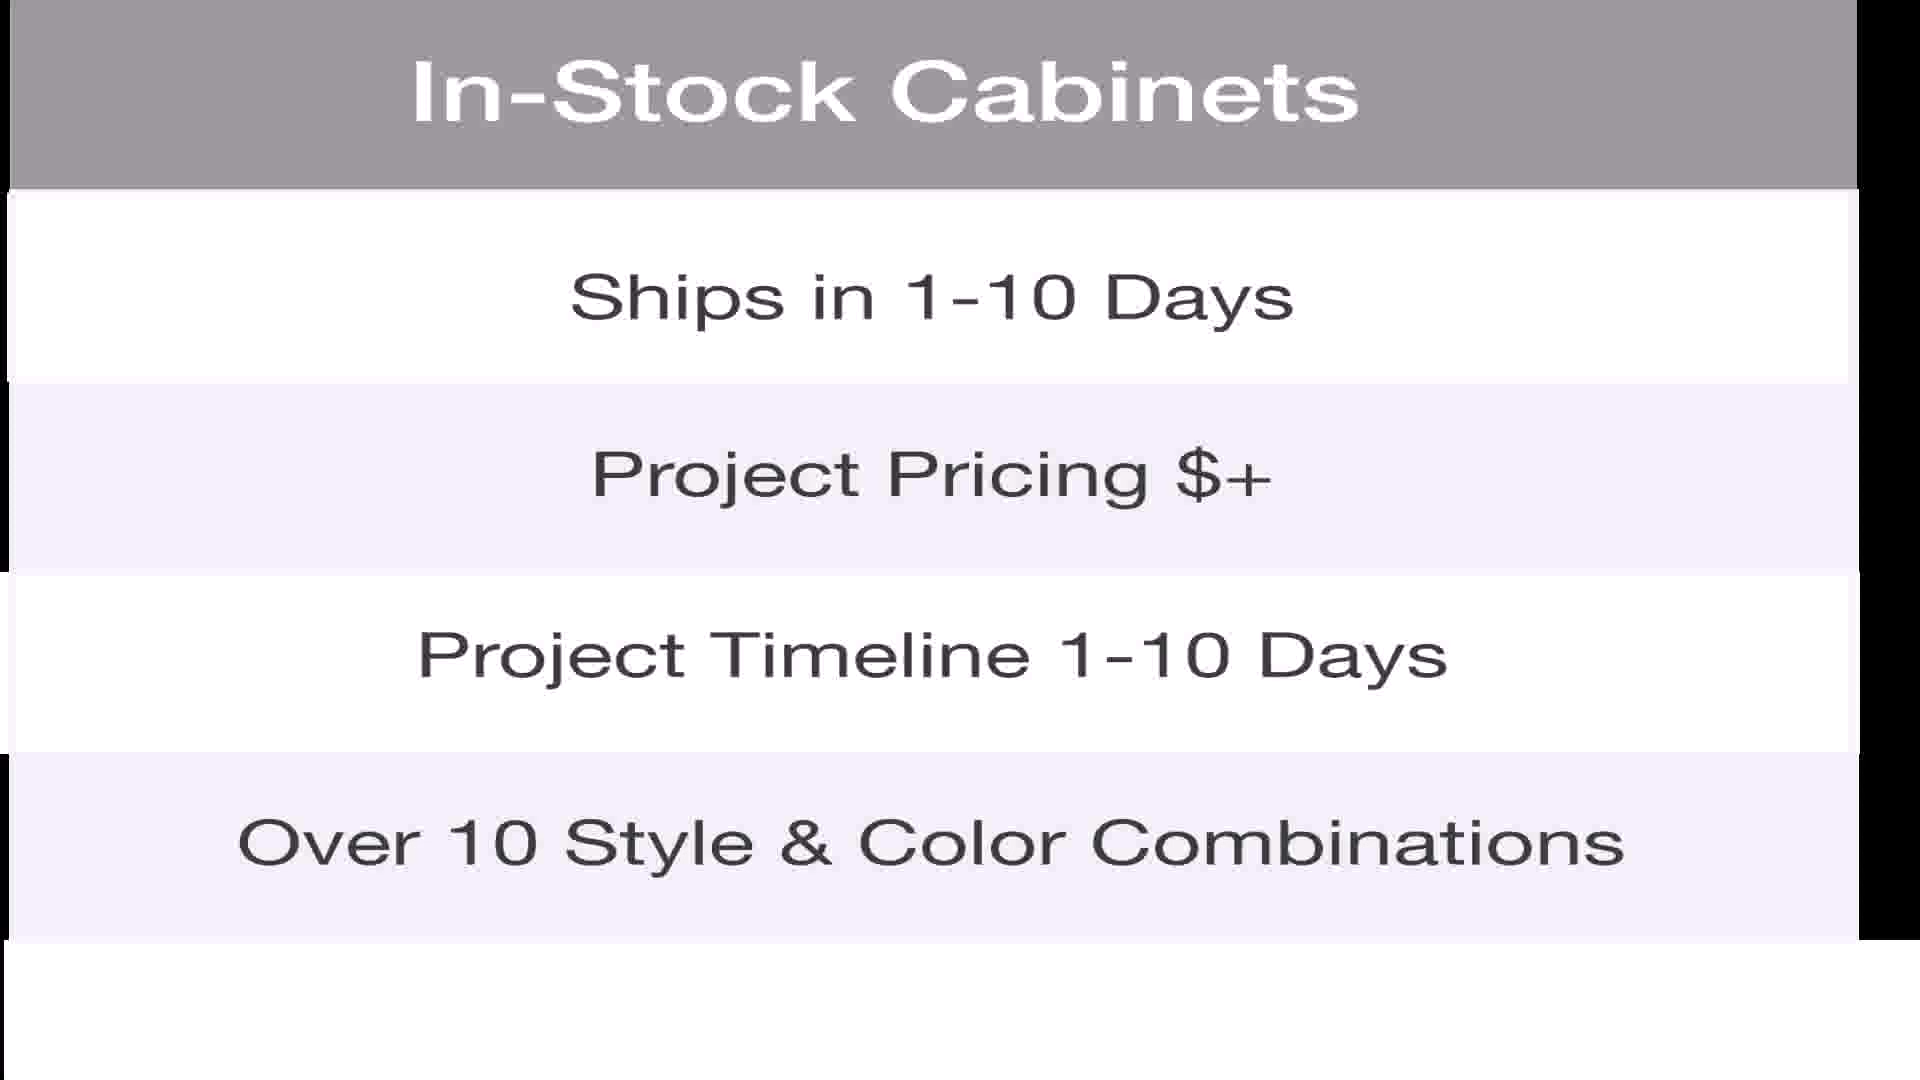 In-Stock Cabinets
Ships in 1-10 Days
Project Pricing $+
Project Timeline 1-10 Days
Over 10 Style & Color Combinations